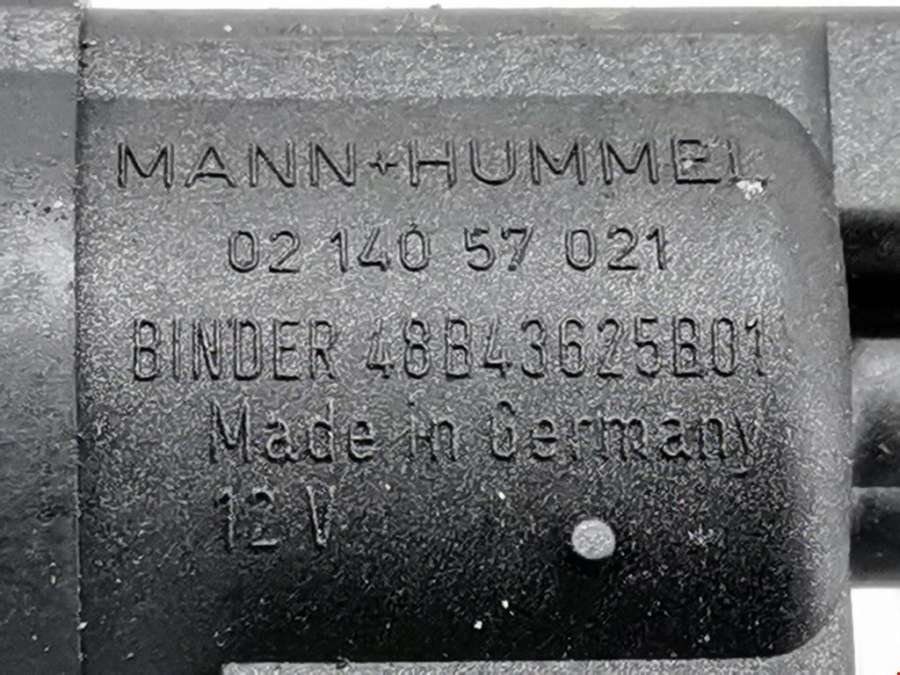 MANN+HUMMEL
02 140 57 021
BINDER 48B43625B01
Made in Germany
12 V